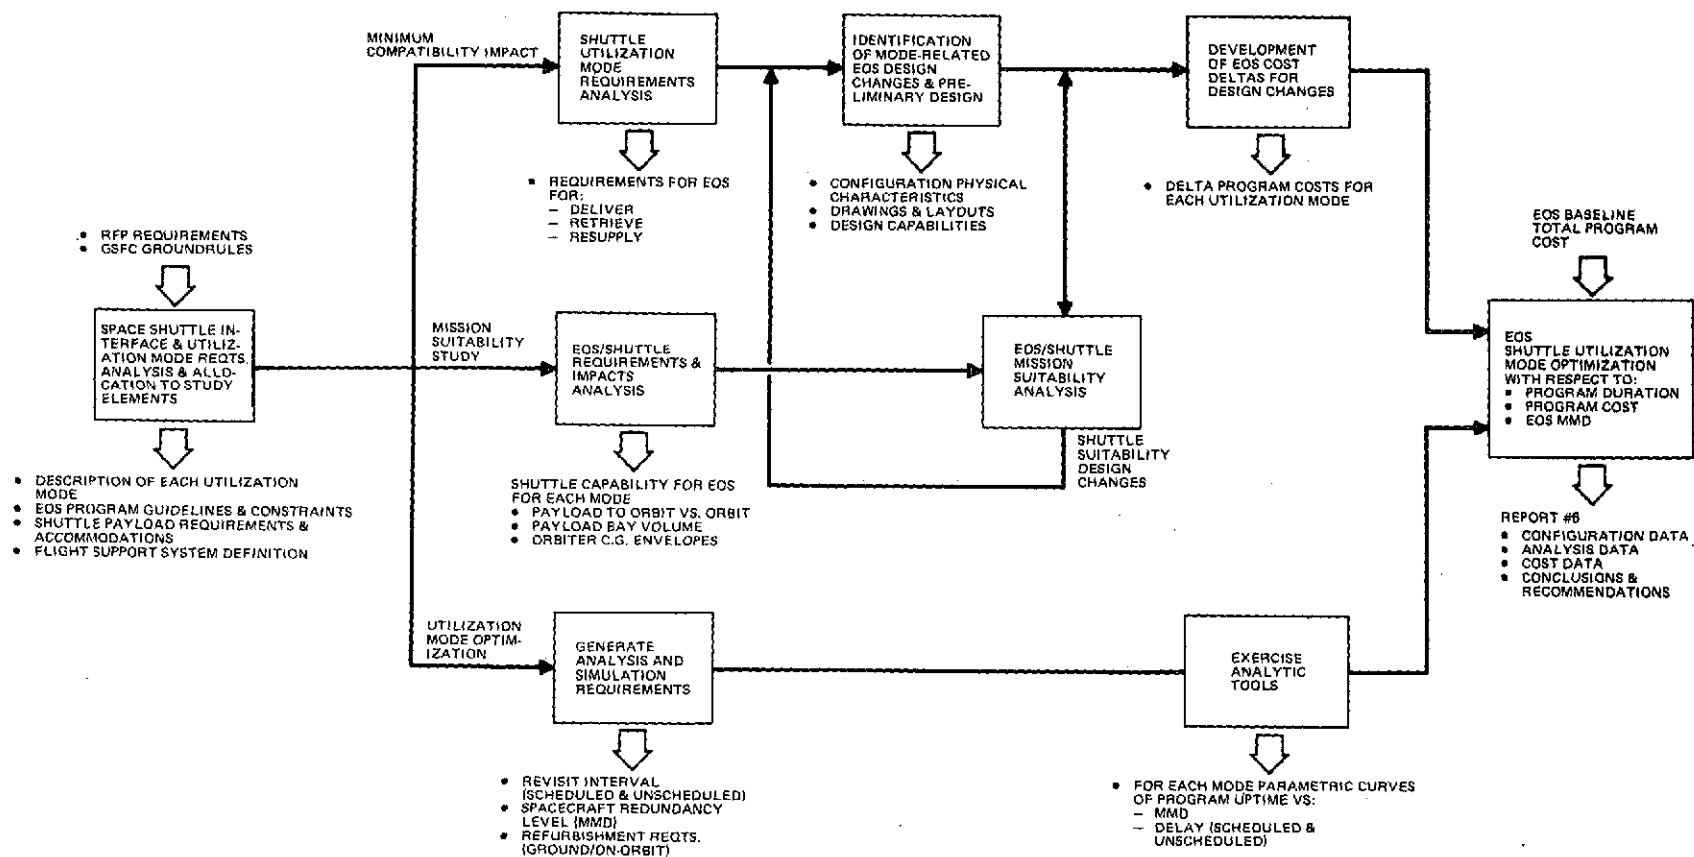 MINIMUM
COMPATIBILITY IMPACT
SHUTTLE
UTILIZATION
MODE
REQUIREMENTS
ANALYSIS
IDENTIFICATION
OF MODE-RELATED
EOS DESIGN
CHANGES & PRE-
LIMINARY DESIGN
DEVELOPMENT
OF EOS COST
DELTAS FOR
DESIGN CHANGES
• REQUIREMENTS FOR EOS
FOR:
– DELIVER
– RETRIEVE
– RESUPPLY
• CONFIGURATION PHYSICAL
CHARACTERISTICS
• DRAWINGS & LAYDUTS
• DESIGN CAPABILITIES
• DELTA PROGRAM COSTS FOR
EACH UTILIZATION MODE
• RFP REQUIREMENTS
• GSFC GROUNDRULES
EOS BASELINE
TOTAL PROGRAM
COST
SPACE SHUTTLE IN-
TERFACE & UTILIZ-
ATION MODE REQTS.
ANALYSIS & ALLO-
CATION TO STUDY
ELEMENTS
MISSION
SUITABILITY
STUDY
EOS/SHUTTLE
REQUIREMENTS &
IMPACTS
ANALYSIS
EOS/SHUTTLE
MISSION
SUITABILITY
ANALYSIS
EOS
SHUTTLE UTILIZATION
MODE OPTIMIZATION
WITH RESPECT TO:
• PROGRAM DURATION
• PROGRAM COST
• EOS MMD
SHUTTLE
SUITABILITY
DESIGN
CHANGES
• DESCRIPTION OF EACH UTILIZATION
MODE
• EOS PROGRAM GUIDELINES & CONSTRAINTS
• SHUTTLE PAYLOAD REQUIREMENTS &
ACCOMMODATIONS
• FLIGHT SUPPORT SYSTEM DEFINITION
SHUTTLE CAPABILITY FOR EOS
FOR EACH MODE
• PAYLOAD TO ORBIT VS. ORBIT
• PAYLOAD BAY VOLUME
• ORBITER C.G. ENVELOPES
REPORT #6
• CONFIGURATION DATA
• ANALYSIS DATA
• COST DATA
• CONCLUSIONS &
RECOMMENDATIONS
UTILIZATION
MODE OPTIM-
IZATION
GENERATE
ANALYSIS AND
SIMULATION
REQUIREMENTS
EXERCISE
ANALYTIC
TOOLS
• REVISIT INTERVAL
(SCHEDULED & UNSCHEDULED)
• SPACECRAFT REDUNDANCY
LEVEL (MMD)
• REFURBISHMENT REQTS.
(GROUND/ON-ORBIT)
• FOR EACH MODE PARAMETRIC CURVES
OF PROGRAM UPTIME VS:
– MMD
– DELAY (SCHEDULED &
UNSCHEDULED)